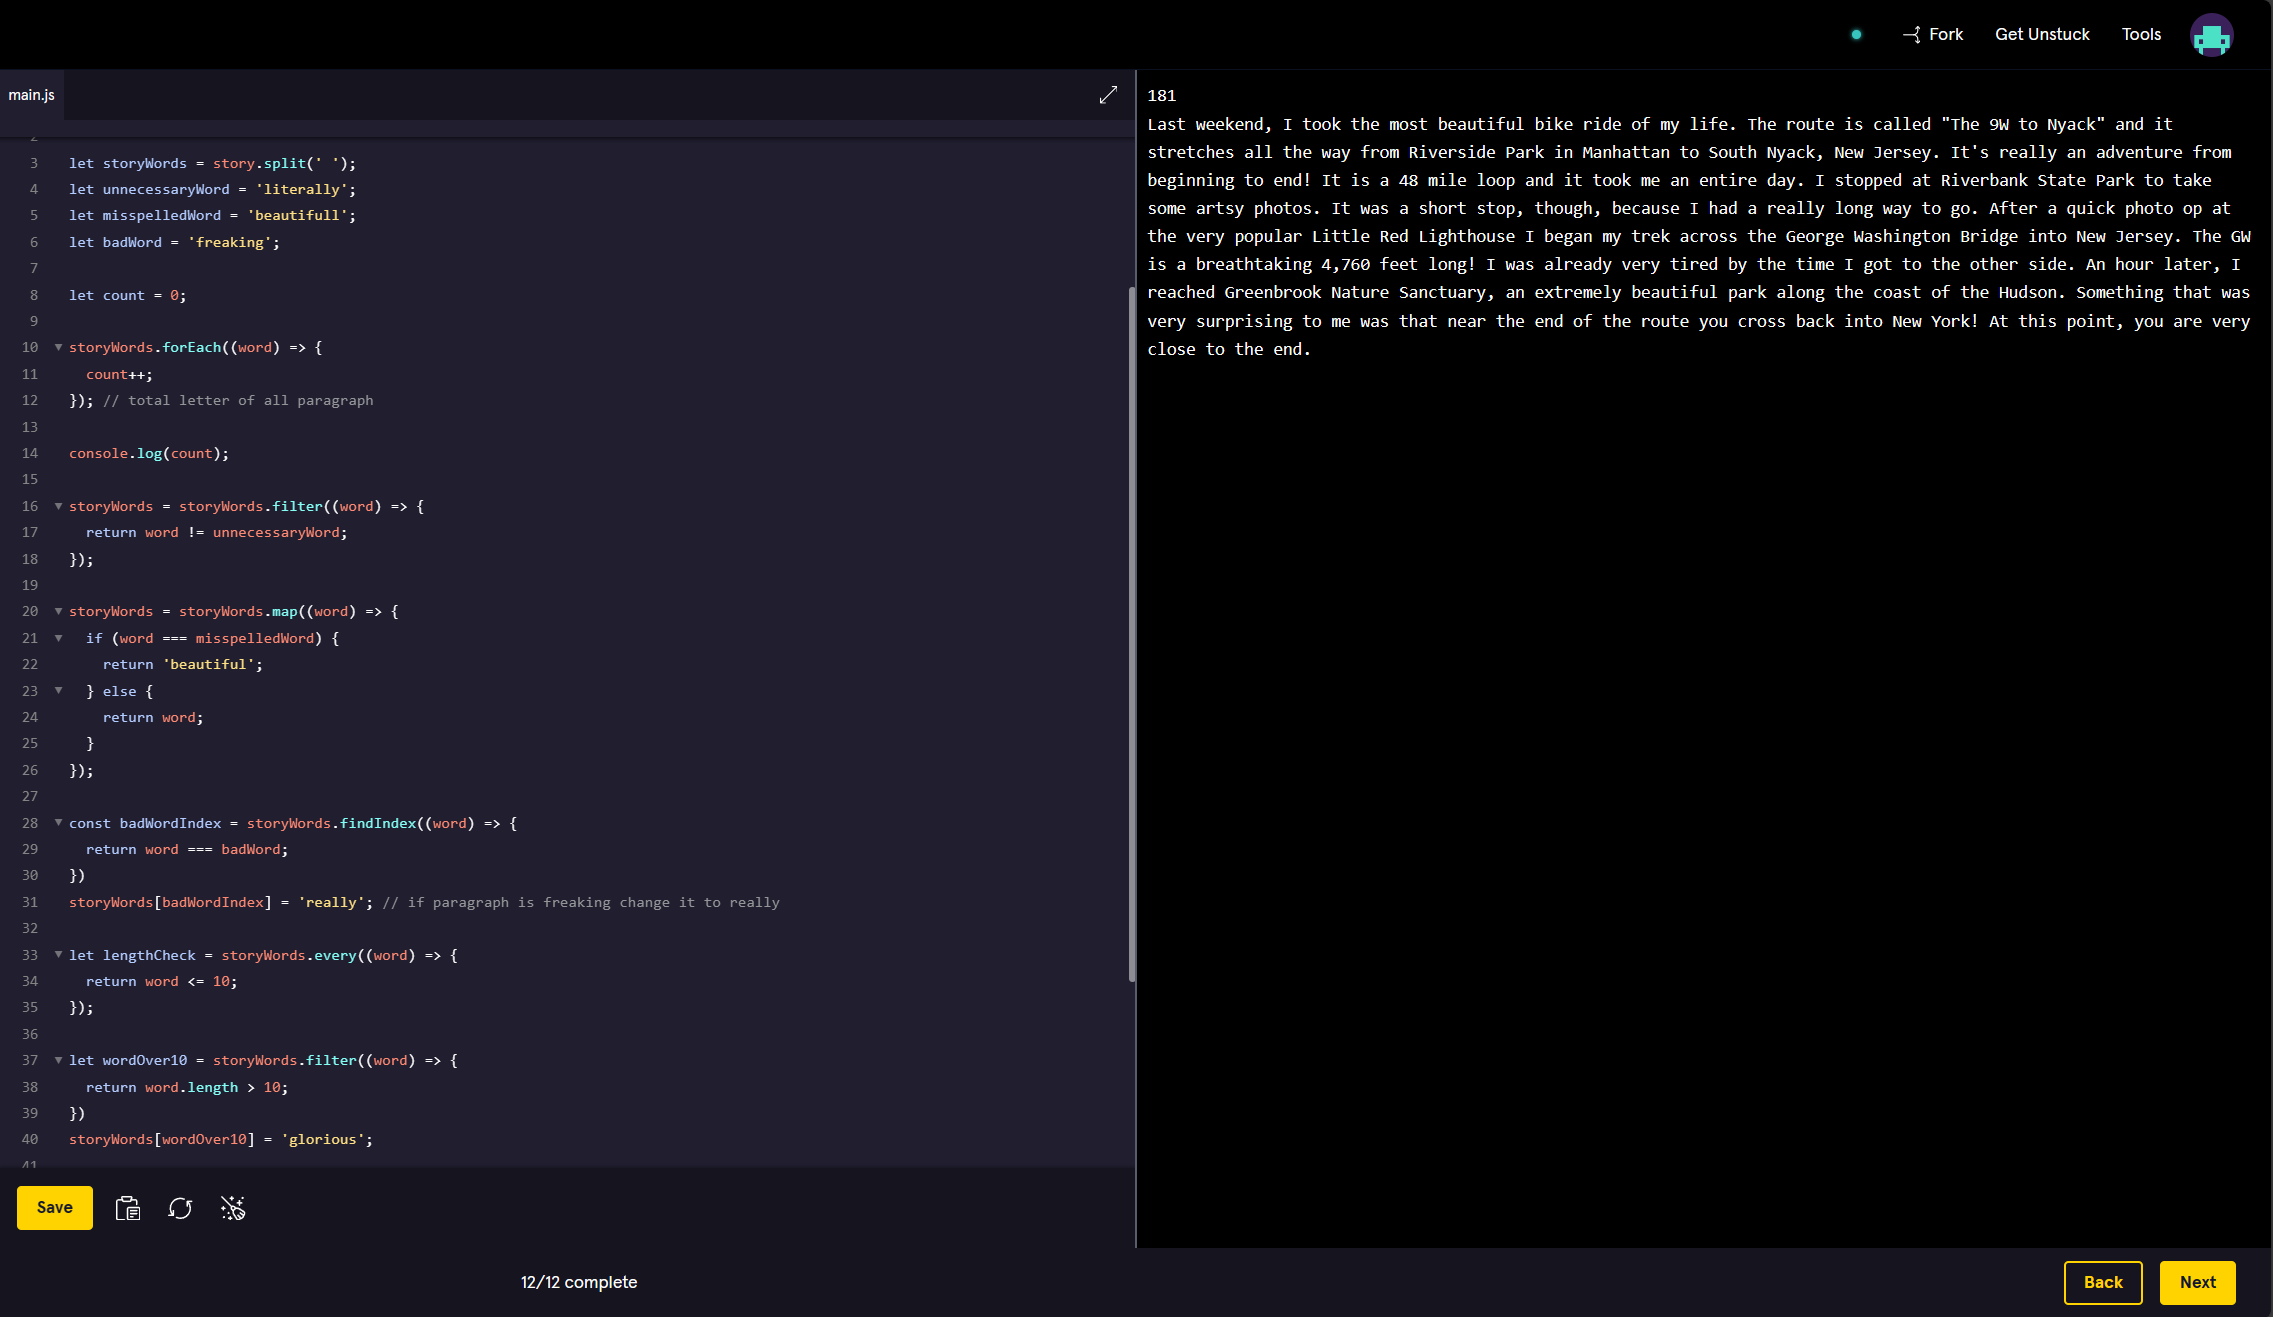 Fork
Get Unstuck
Tools
main.js
2
3 let storyWords = story.split(' ');
4 let unnecessaryWord = 'literally';
5 let misspelledWord = 'beautifull';
6 let badWord = 'freaking';
7
8 let count = 0;
9
10 storyWords.forEach((word) => {
11 count++;
12 }); // total letter of all paragraph
13
14 console.log(count);
15
16 storyWords = storyWords.filter((word) => {
17 return word != unnecessaryWord;
18 });
19
20 storyWords = storyWords.map((word) => {
21 if (word === misspelledWord) {
22 return 'beautiful';
23 } else {
24 return word;
25 }
26 });
27
28 const badWordIndex = storyWords.findIndex((word) => {
29 return word === badWord;
30 })
31 storyWords[badWordIndex] = 'really'; // if paragraph is freaking change it to really
32
33 let lengthCheck = storyWords.every((word) => {
34 return word <= 10;
35 });
36
37 let wordOver10 = storyWords.filter((word) => {
38 return word.length > 10;
39 })
40 storyWords[wordOver10] = 'glorious';
41
181
Last weekend, I took the most beautiful bike ride of my life. The route is called "The 9W to Nyack" and it
stretches all the way from Riverside Park in Manhattan to South Nyack, New Jersey. It's really an adventure from
beginning to end! It is a 48 mile loop and it took me an entire day. I stopped at Riverbank State Park to take
some artsy photos. It was a short stop, though, because I had a really long way to go. After a quick photo op at
the very popular Little Red Lighthouse I began my trek across the George Washington Bridge into New Jersey. The GW
is a breathtaking 4,760 feet long! I was already very tired by the time I got to the other side. An hour later, I
reached Greenbrook Nature Sanctuary, an extremely beautiful park along the coast of the Hudson. Something that was
very surprising to me was that near the end of the route you cross back into New York! At this point, you are very
close to the end.
Save
12/12 complete
Back
Next